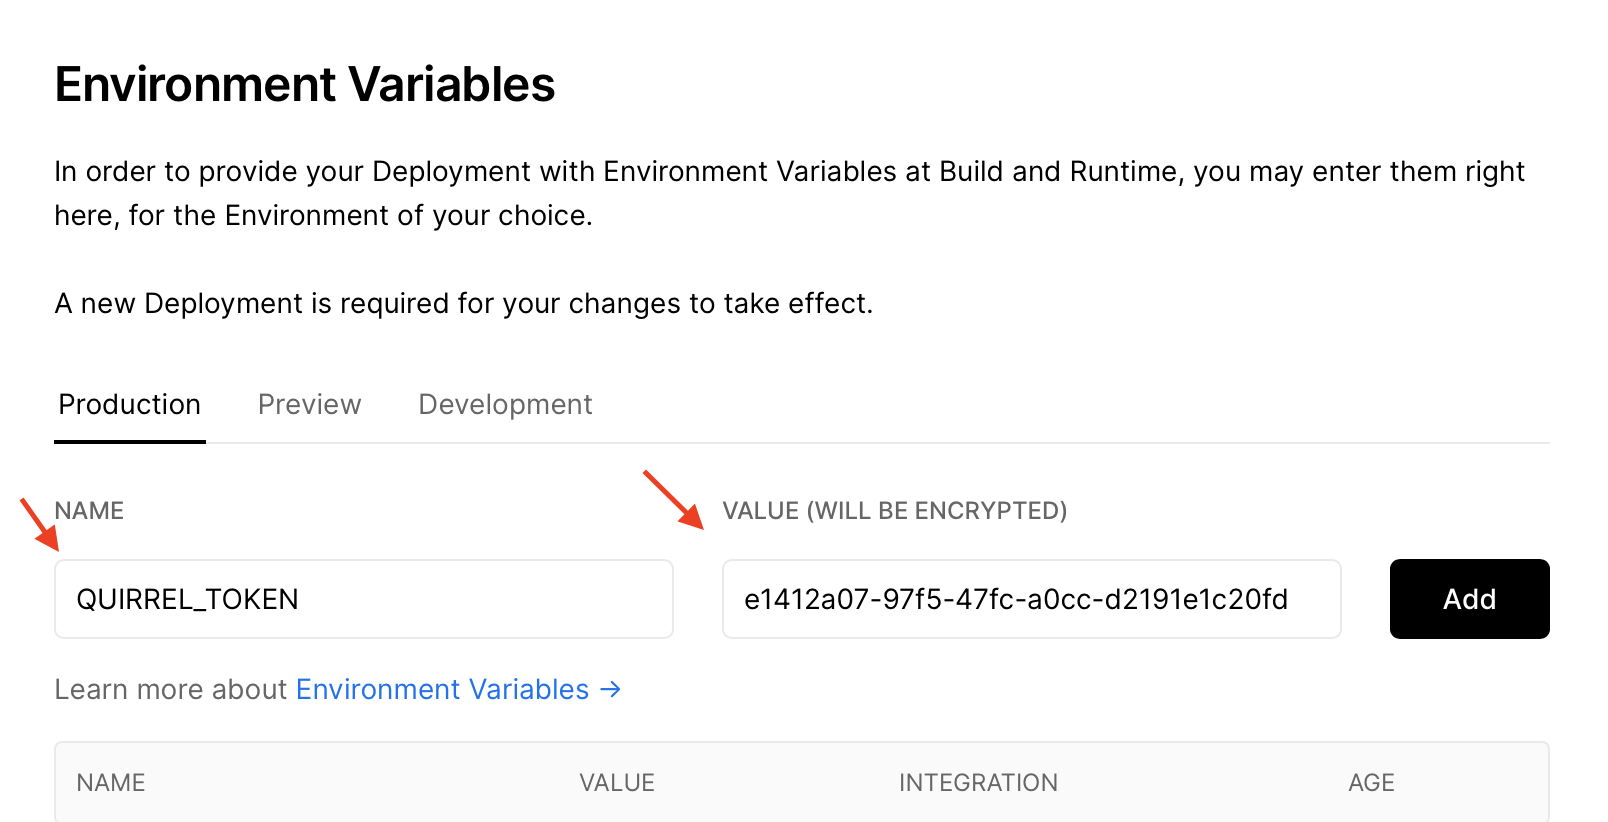 Environment Variables
In order to provide your Deployment with Environment Variables at Build and Runtime, you may enter them right
here, for the Environment of your choice.
A new Deployment is required for your changes to take effect.
Production Preview Development
NAME VALUE (WILL BE ENCRYPTED)
QUIRREL_TOKEN e1412a07-97f5-47fc-a0cc-d2191e1c20fd Add
Learn more about Environment Variables →
NAME VALUE INTEGRATION AGE